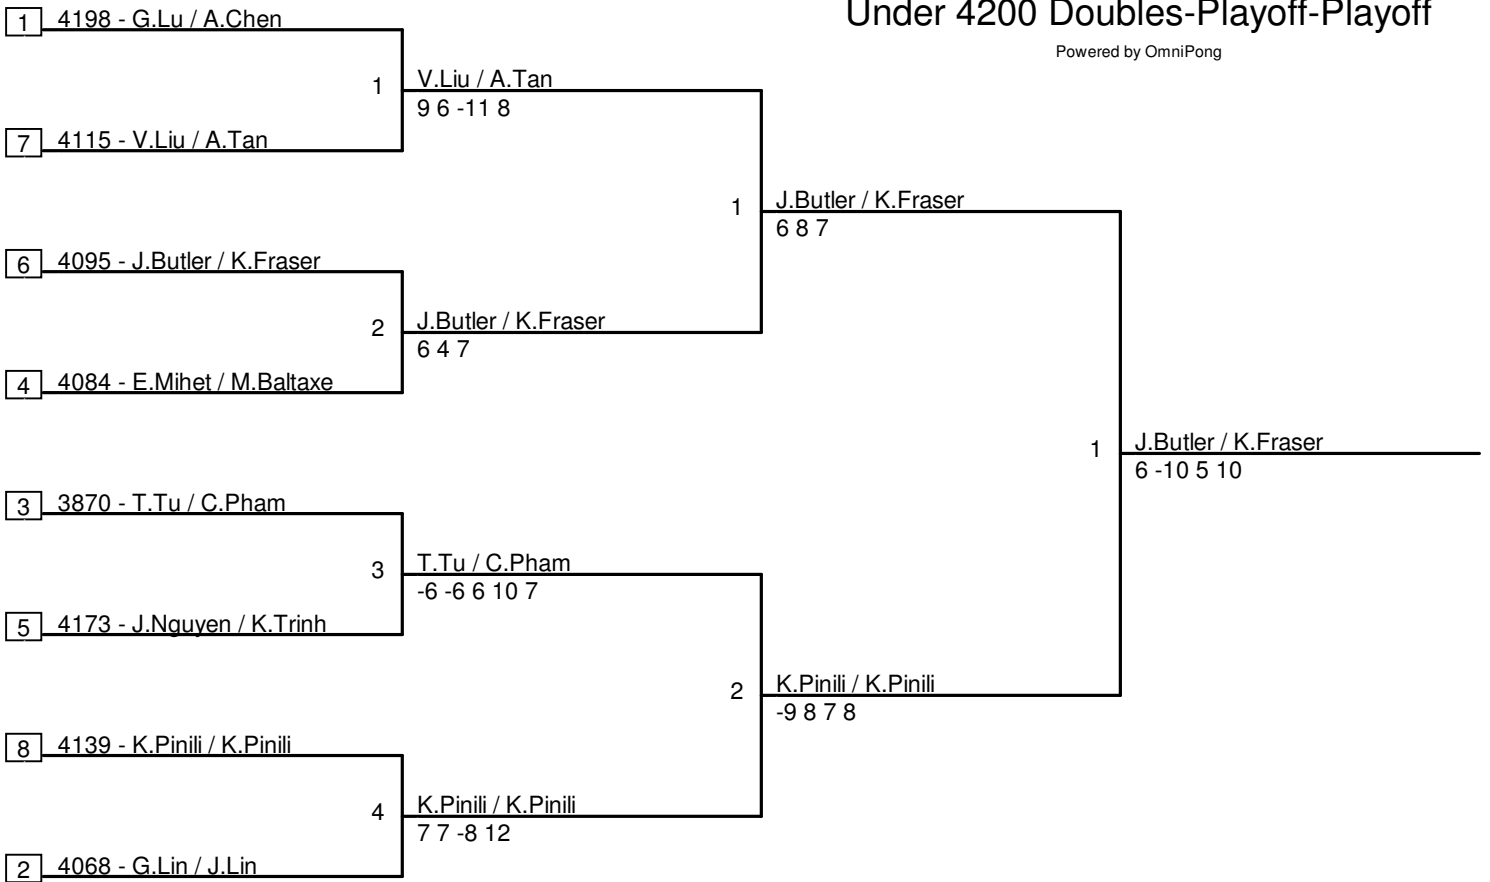 Under 4200 Doubles-Playoff-Playoff
Powered by OmniPong
1 4198 - G.Lu / A.Chen
1 V.Liu / A.Tan
9 6 -11 8
7 4115 - V.Liu / A.Tan
1 J.Butler / K.Fraser
6 8 7
6 4095 - J.Butler / K.Fraser
2 J.Butler / K.Fraser
6 4 7
4 4084 - E.Mihet / M.Baltaxe
1 J.Butler / K.Fraser
6 -10 5 10
3 3870 - T.Tu / C.Pham
3 T.Tu / C.Pham
-6 -6 6 10 7
5 4173 - J.Nguyen / K.Trinh
2 K.Pinili / K.Pinili
-9 8 7 8
8 4139 - K.Pinili / K.Pinili
4 K.Pinili / K.Pinili
7 7 -8 12
2 4068 - G.Lin / J.Lin